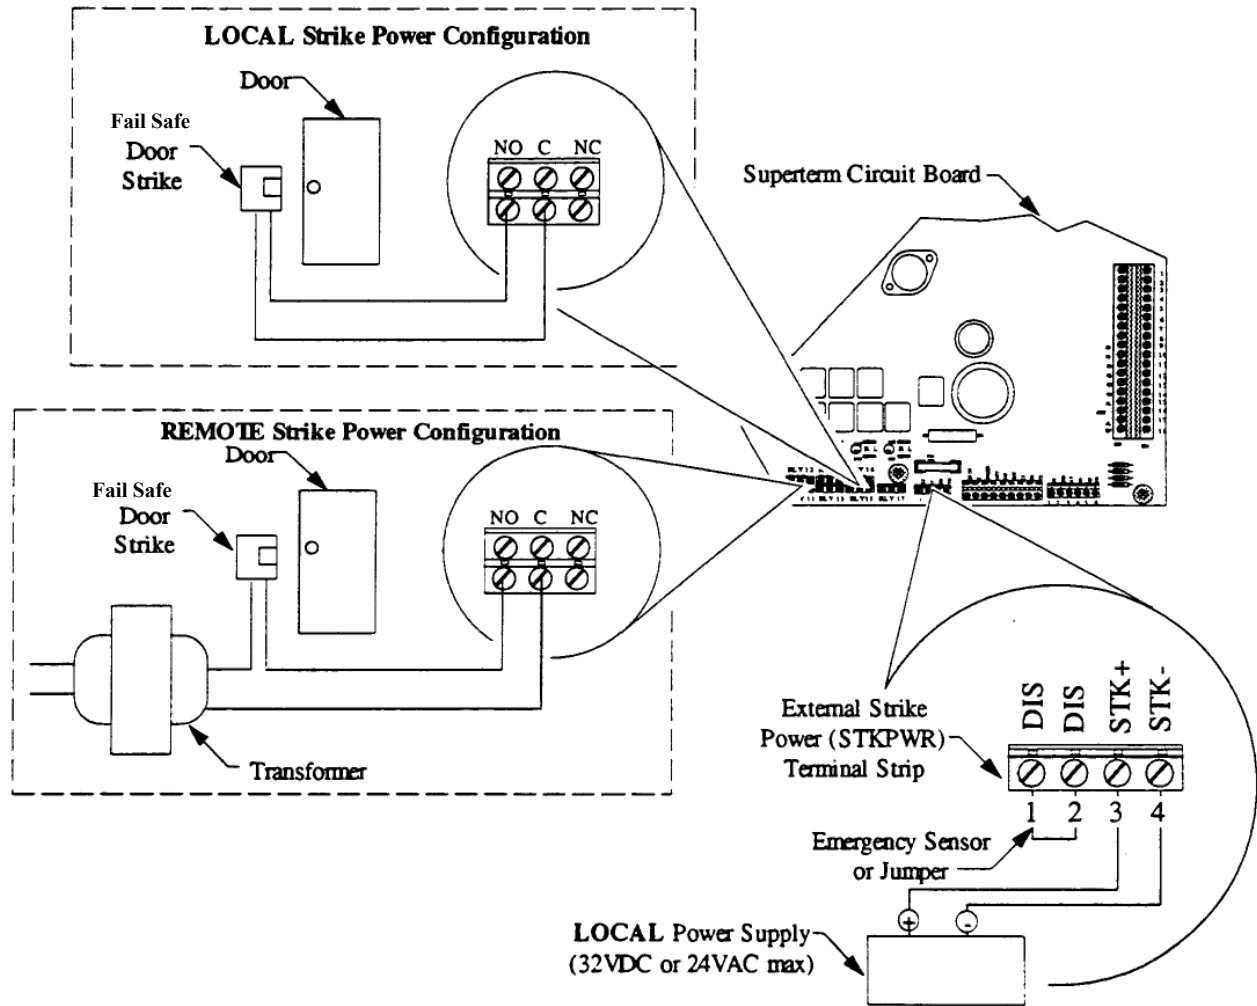 LOCAL Strike Power Configuration
Door
Fail Safe
Door
Strike
NO C NC
Superterm Circuit Board
REMOTE Strike Power Configuration
Door
Fail Safe
Door
Strike
NO C NC
Transformer
External Strike
Power (STKPWR)
Terminal Strip
DIS
DIS
STK+
STK-
1 2 3 4
Emergency Sensor
or Jumper
+ -
LOCAL Power Supply
(32VDC or 24VAC max)